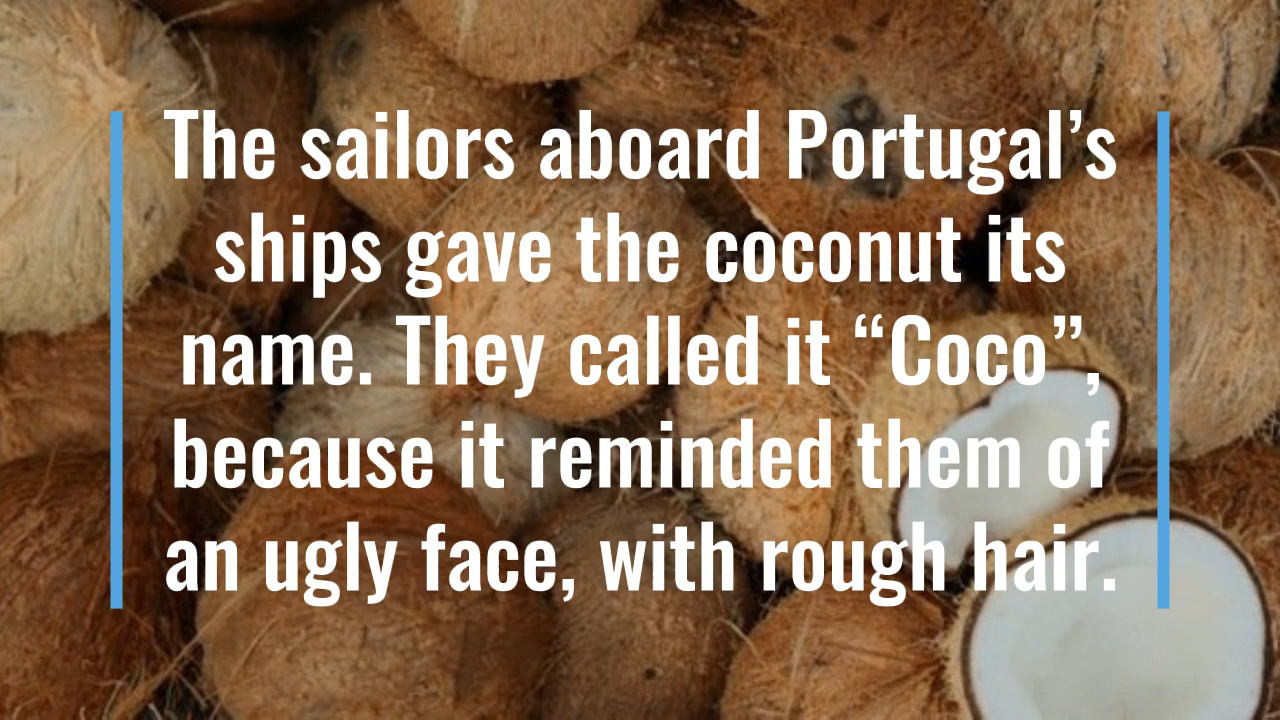 The sailors aboard Portugal’s
ships gave the coconut its
name. They called it “Coco” ,
because it reminded them of
an ugly face, with rough hair.